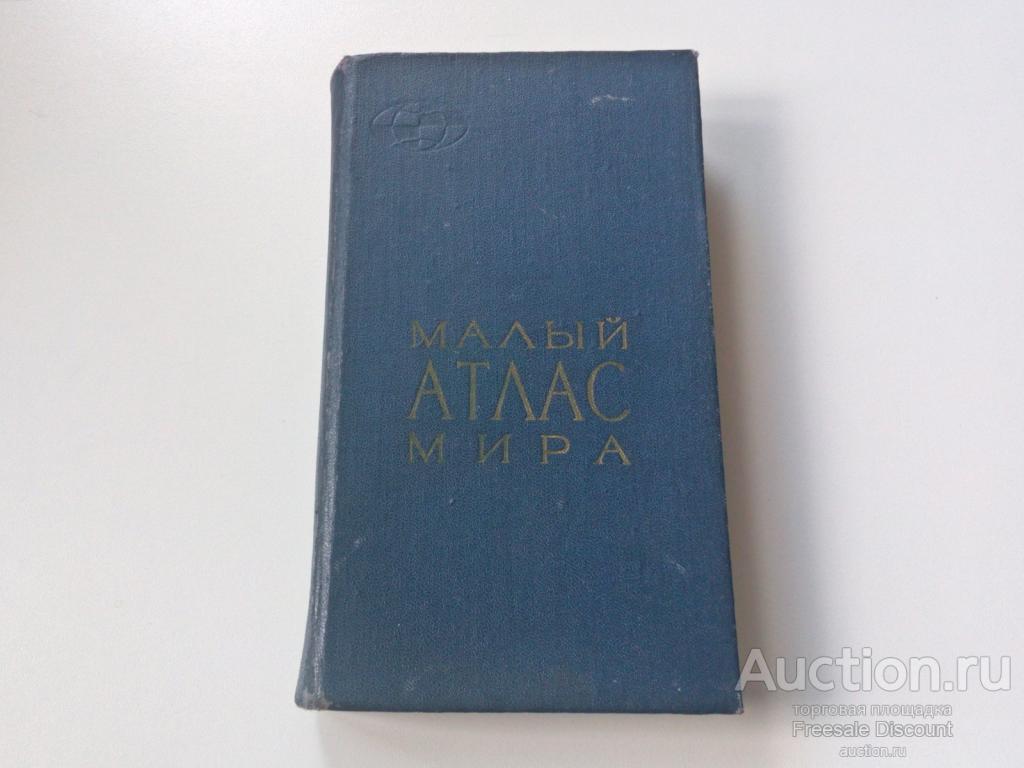 МАЛЫЙ
АТЛАС
МИРА
Auction.ru
торговая площадка
Freesale Discount
auction.ru